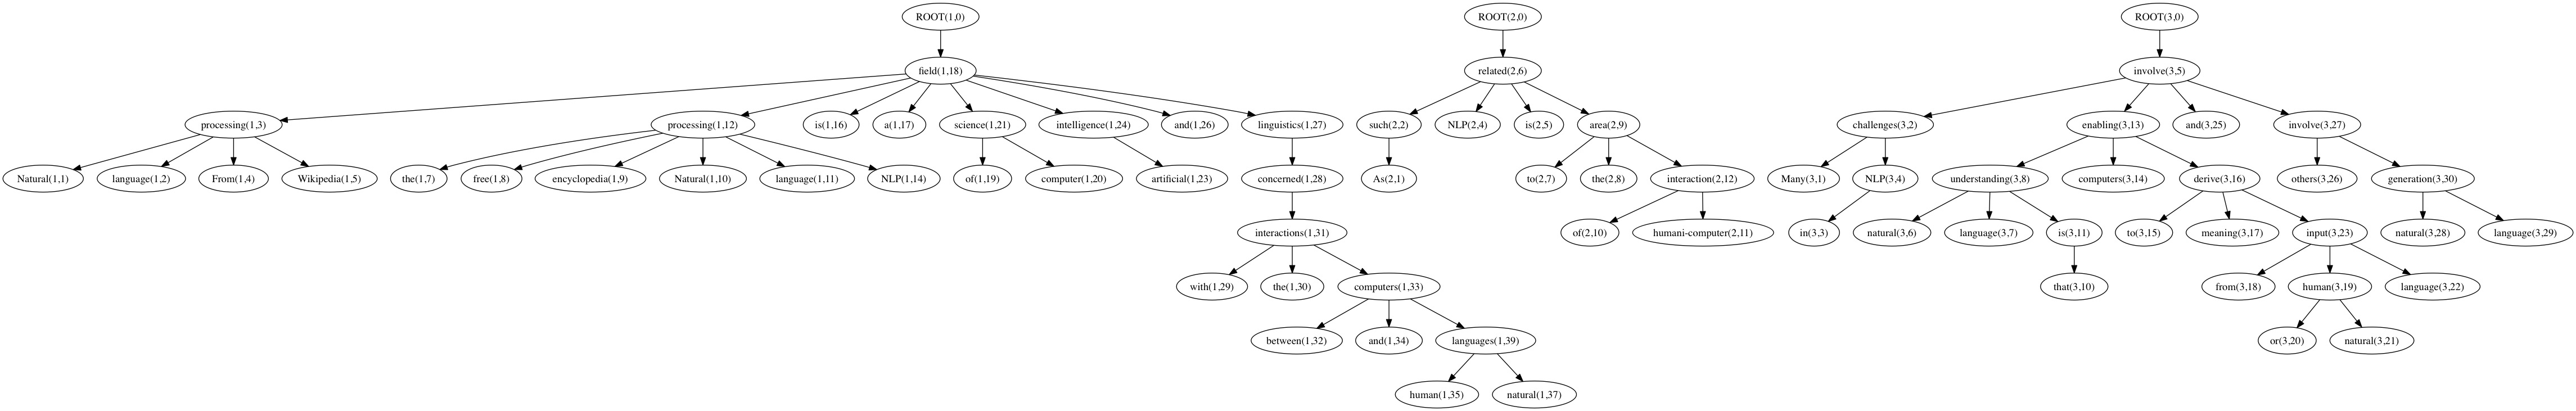 ROOT(1,0) ROOT(2,0) ROOT(3,0)
field(1,18) related(2,6) involve(3,5)
processing(1,3) processing(1,12) is(1,16) a(1,17) science(1,21) intelligence(1,24) and(1,26) linguistics(1,27) such(2,2) NLP(2,4) is(2,5) area(2,9) challenges(3,2) enabling(3,13) and(3,25) involve(3,27)
Natural(1,1) language(1,2) From(1,4) Wikipedia(1,5) the(1,7) free(1,8) encyclopedia(1,9) Natural(1,10) language(1,11) NLP(1,14) of(1,19) computer(1,20) artificial(1,23) concerned(1,28) As(2,1) to(2,7) the(2,8) interaction(2,12) Many(3,1) NLP(3,4) understanding(3,8) computers(3,14) derive(3,16) others(3,26) generation(3,30)
interactions(1,31) of(2,10) humani-computer(2,11) in(3,3) natural(3,6) language(3,7) is(3,11) to(3,15) meaning(3,17) input(3,23) natural(3,28) language(3,29)
with(1,29) the(1,30) computers(1,33) that(3,10) from(3,18) human(3,19) language(3,22)
between(1,32) and(1,34) languages(1,39) or(3,20) natural(3,21)
human(1,35) natural(1,37)